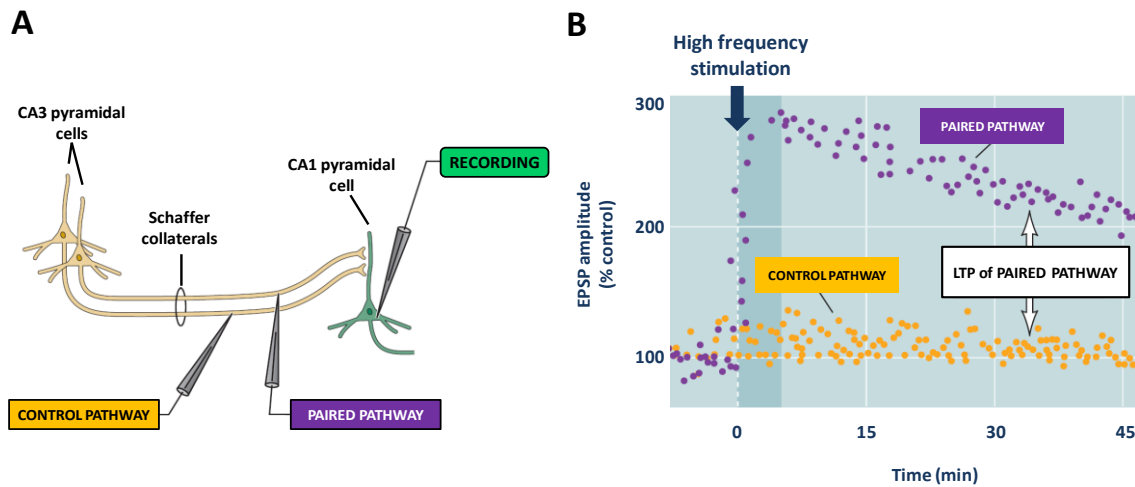 A
CA3 pyramidal
cells
Schaffer
collaterals
CA1 pyramidal
cell
RECORDING
CONTROL PATHWAY
PAIRED PATHWAY
B
High frequency
stimulation
EPSP amplitude
(% control)
300
200
100
PAIRED PATHWAY
CONTROL PATHWAY
LTP of PAIRED PATHWAY
0
15
30
45
Time (min)